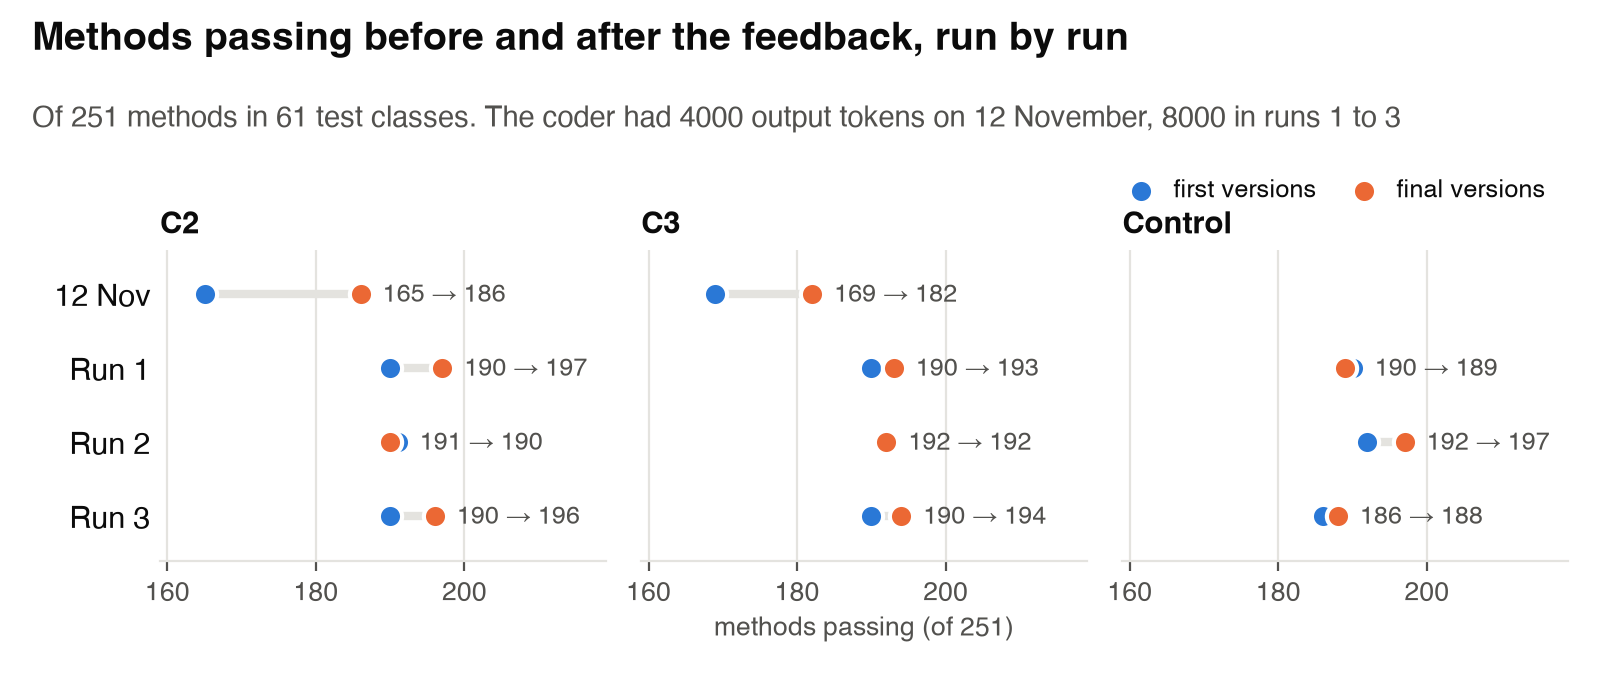 Methods passing before and after the feedback, run by run
Of 251 methods in 61 test classes. The coder had 4000 output tokens on 12 November, 8000 in runs 1 to 3
first versions final versions
C2 C3 Control
12 Nov 165 → 186 169 → 182
Run 1 190 → 197 190 → 193 190 → 189
Run 2 191 → 190 192 → 192 192 → 197
Run 3 190 → 196 190 → 194 186 → 188
160 180 200 160 180 200 160 180 200
methods passing (of 251)